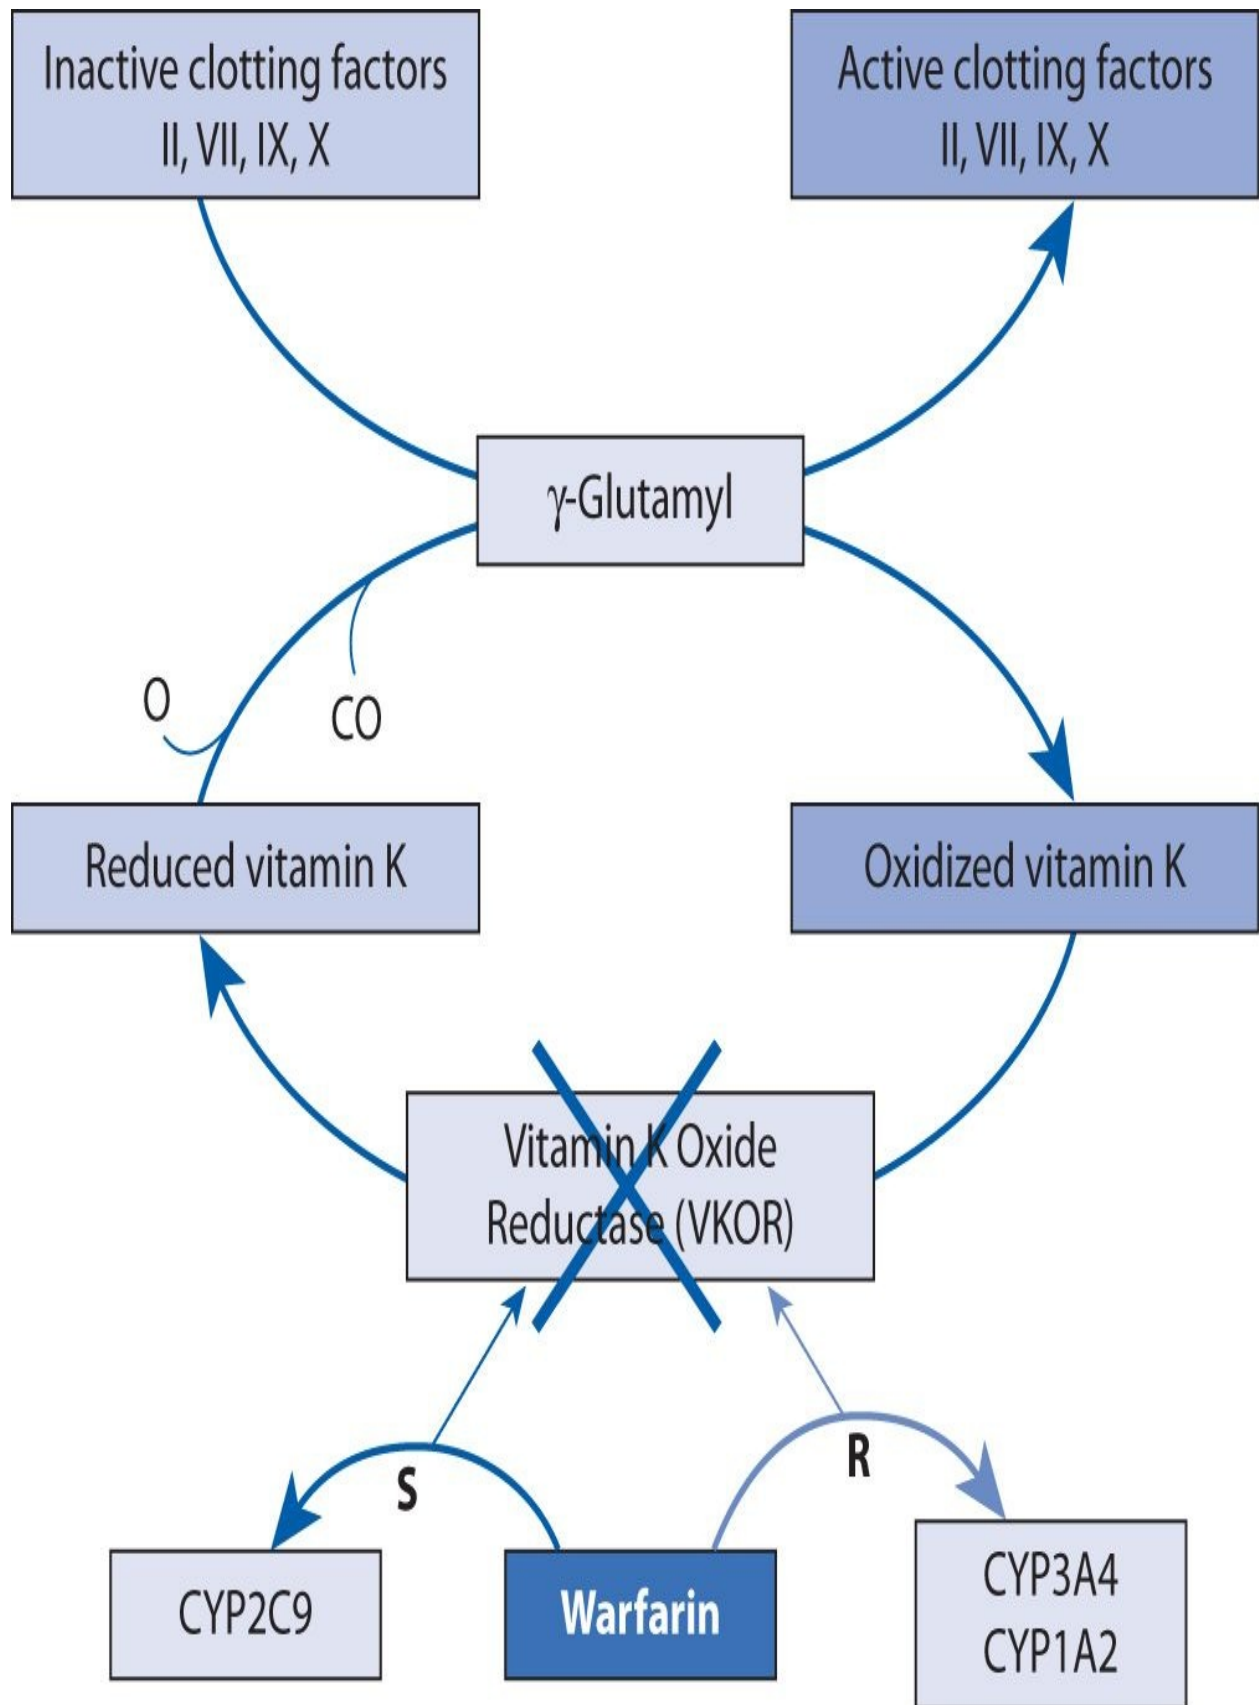 Inactive clotting factors
II, VII, IX, X
Active clotting factors
II, VII, IX, X
γ-Glutamyl
O
CO
Reduced vitamin K
Oxidized vitamin K
Vitamin K Oxide
Reductase (VKOR)
S
R
CYP2C9
Warfarin
CYP3A4
CYP1A2